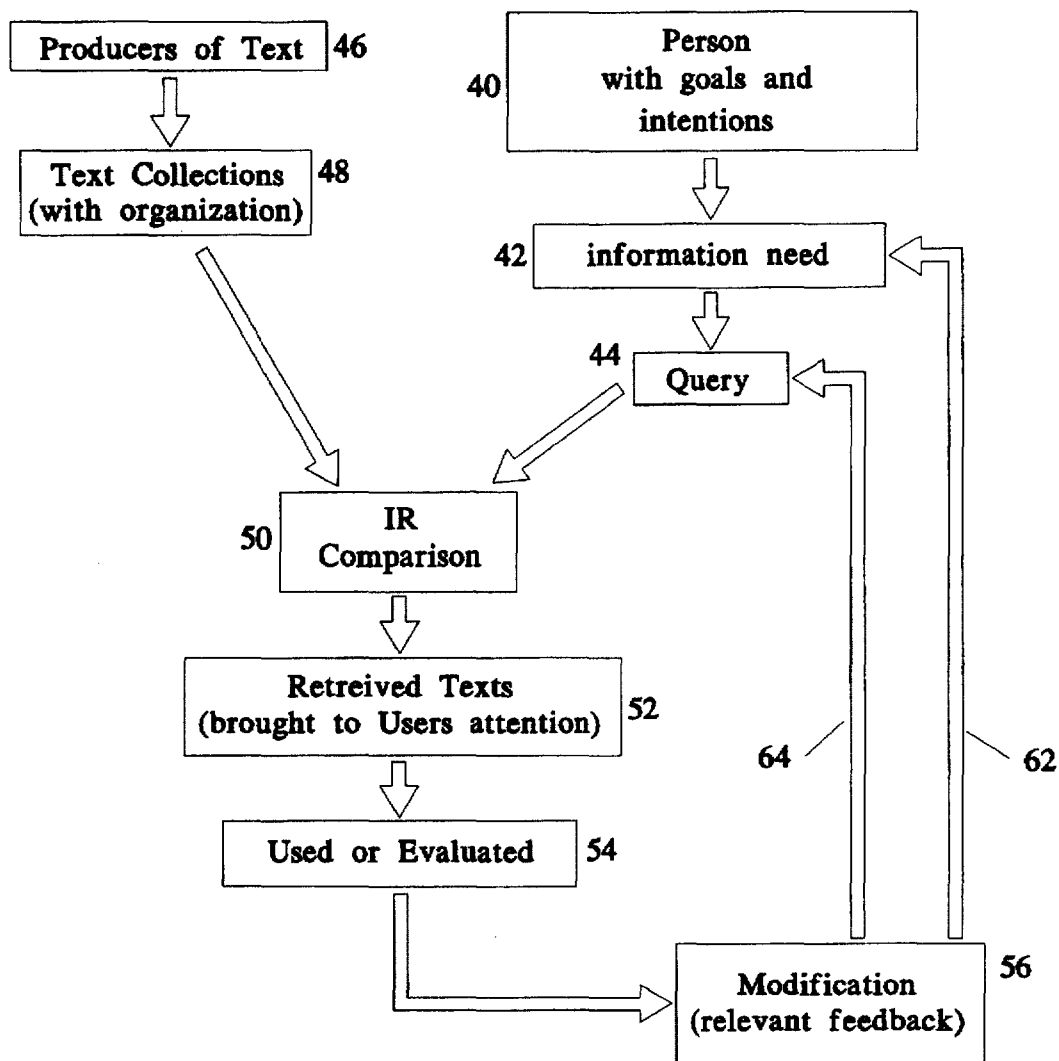 Producers of Text
46
Text Collections
(with organization)
48
40
Person
with goals and
intentions
42
information need
44
Query
50
IR
Comparison
Retreived Texts
(brought to Users attention)
52
Used or Evaluated
54
64
62
Modification
(relevant feedback)
56